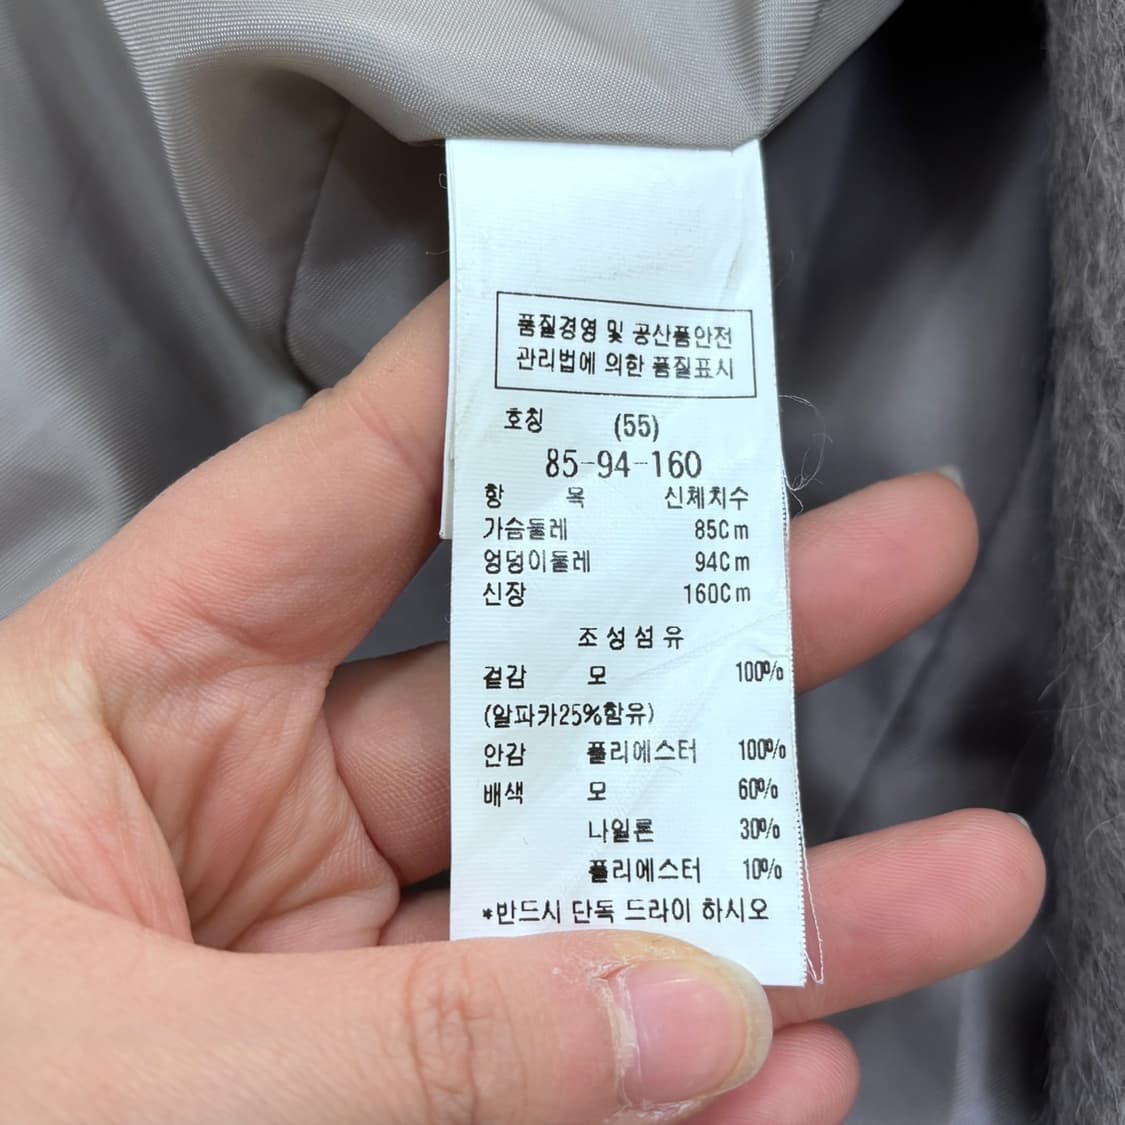 품질경영 및 공산품안전
관리법에 의한 품질표시
호칭 (55)
85-94-160
항 목 신체치수
가슴둘레 85Cm
엉덩이둘레 94Cm
신장 160Cm
조성섬유
겉감 모 100%
(알파카25%함유)
안감 폴리에스터 100%
배색 모 60%
나일론 30%
폴리에스터 10%
*반드시 단독 드라이 하시오